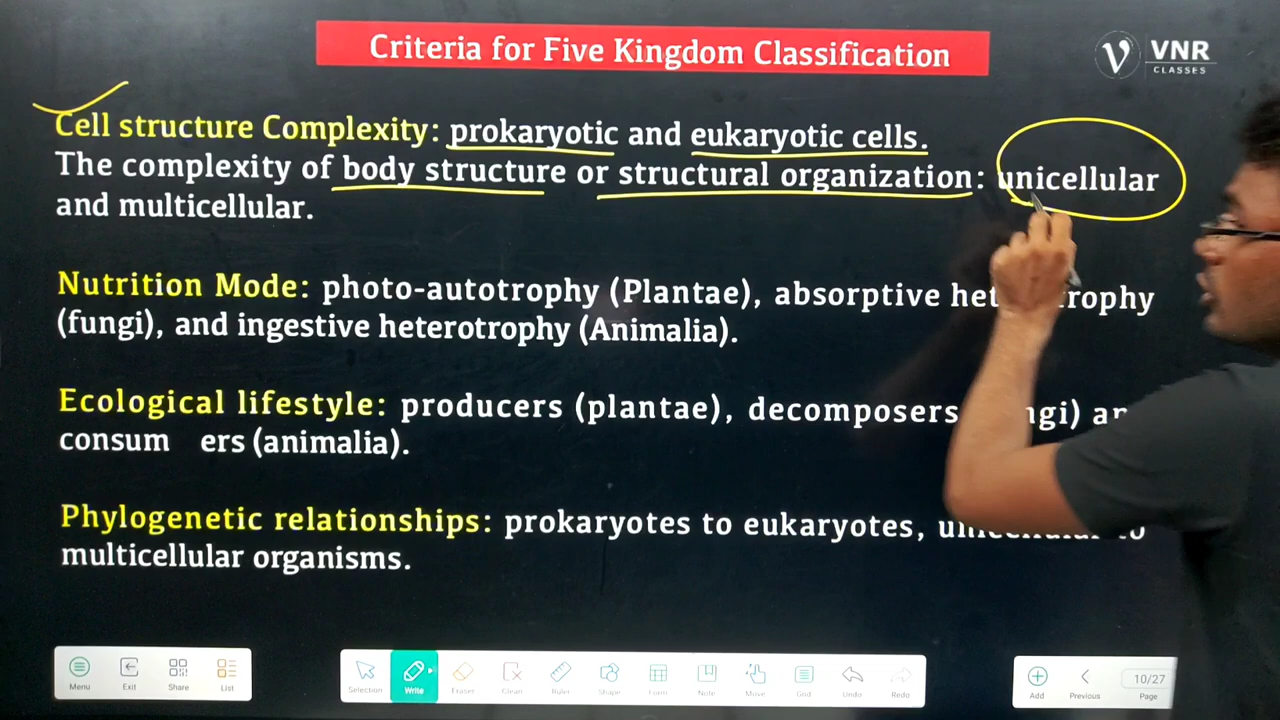 Criteria for Five Kingdom Classification
V VNR
CLASSES
Cell structure Complexity: prokaryotic and eukaryotic cells.
The complexity of body structure or structural organization: unicellular
and multicellular.
Nutrition Mode: photo-autotrophy (Plantae), absorptive
(fungi), and ingestive heterotrophy (Animalia).
Ecological lifestyle: producers (plantae), decomposers
consum ers (animalia).
Phylogenetic relationships: prokaryotes to eukaryotes,
multicellular organisms.
Menu Exit Share List Selection Write Eraser Clean Ruler Shape Form Note Move Grid Undo Redo Add Previous 10/27 Page